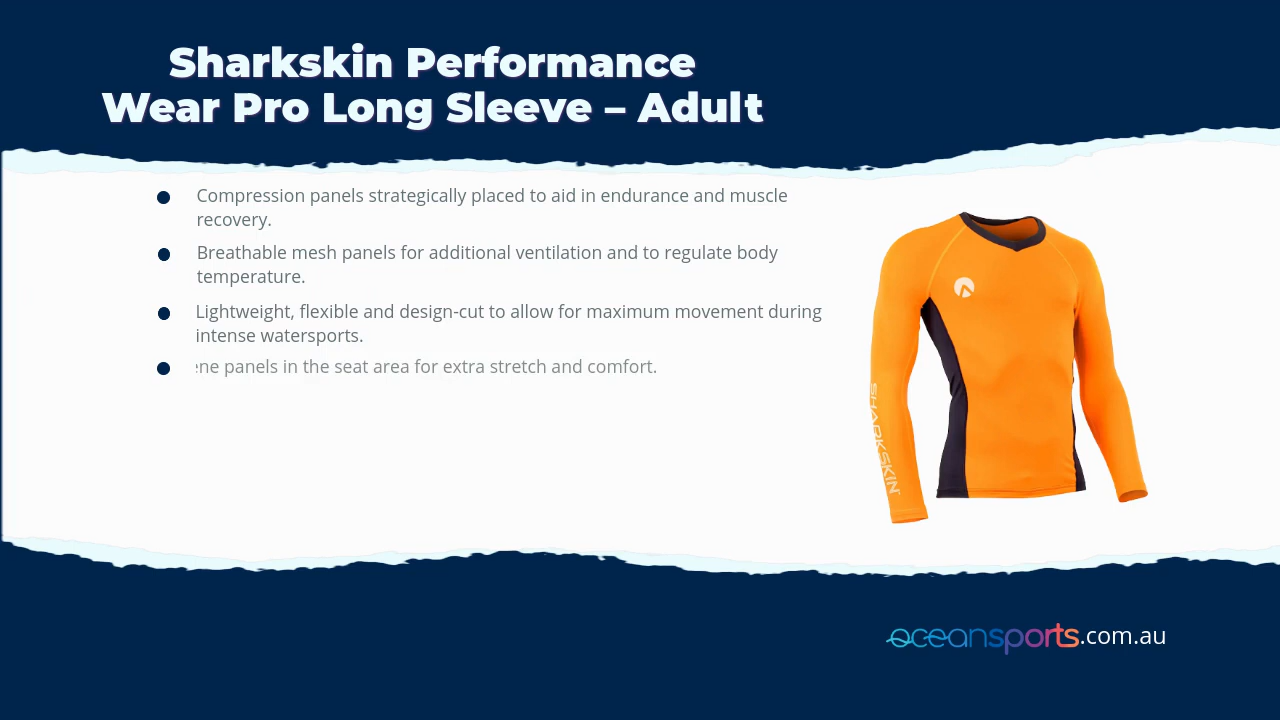 Sharkskin Performance
Wear Pro Long Sleeve – Adult
Compression panels strategically placed to aid in endurance and muscle
recovery.
Breathable mesh panels for additional ventilation and to regulate body
temperature.
Lightweight, flexible and design-cut to allow for maximum movement during
intense watersports.
ene panels in the seat area for extra stretch and comfort.
SHARKSKIN
oceansports.com.au